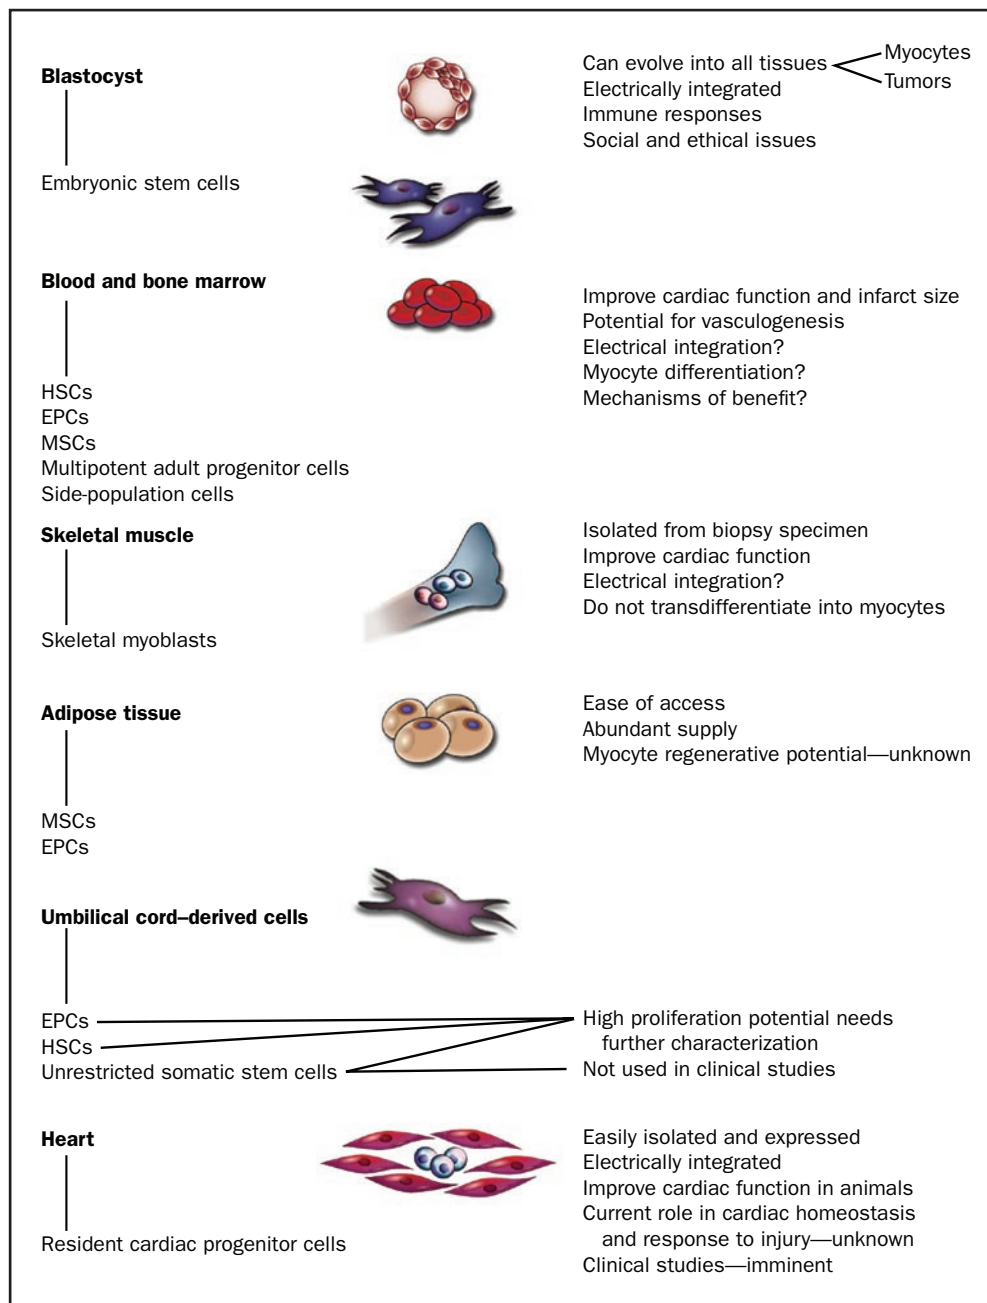 Blastocyst
Embryonic stem cells
Can evolve into all tissues
Myocytes
Tumors
Electrically integrated
Immune responses
Social and ethical issues
Blood and bone marrow
HSCs
EPCs
MSCs
Multipotent adult progenitor cells
Side-population cells
Improve cardiac function and infarct size
Potential for vasculogenesis
Electrical integration?
Myocyte differentiation?
Mechanisms of benefit?
Skeletal muscle
Skeletal myoblasts
Isolated from biopsy specimen
Improve cardiac function
Electrical integration?
Do not transdifferentiate into myocytes
Adipose tissue
MSCs
EPCs
Ease of access
Abundant supply
Myocyte regenerative potential—unknown
Umbilical cord–derived cells
EPCs
HSCs
Unrestricted somatic stem cells
High proliferation potential needs
further characterization
Not used in clinical studies
Heart
Resident cardiac progenitor cells
Easily isolated and expressed
Electrically integrated
Improve cardiac function in animals
Current role in cardiac homeostasis
and response to injury—unknown
Clinical studies—imminent